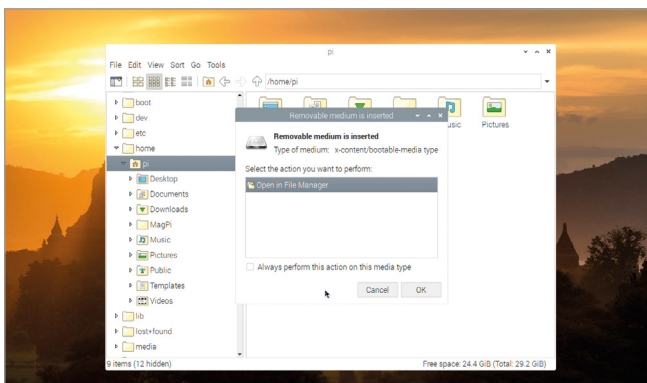 pi
File Edit View Sort Go Tools
/home/pi
boot
dev
etc
home
pi
Desktop
Documents
Downloads
MagPi
Music
Pictures
Public
Templates
Videos
lib
lost+found
media
usic
Pictures
Removable medium is inserted
Removable medium is inserted
Type of medium: x-content/bootable-media type
Select the action you want to perform:
Open in File Manager
Always perform this action on this media type
Cancel OK
9 items (12 hidden)
Free space: 24.4 GiB (Total: 29.2 GiB)